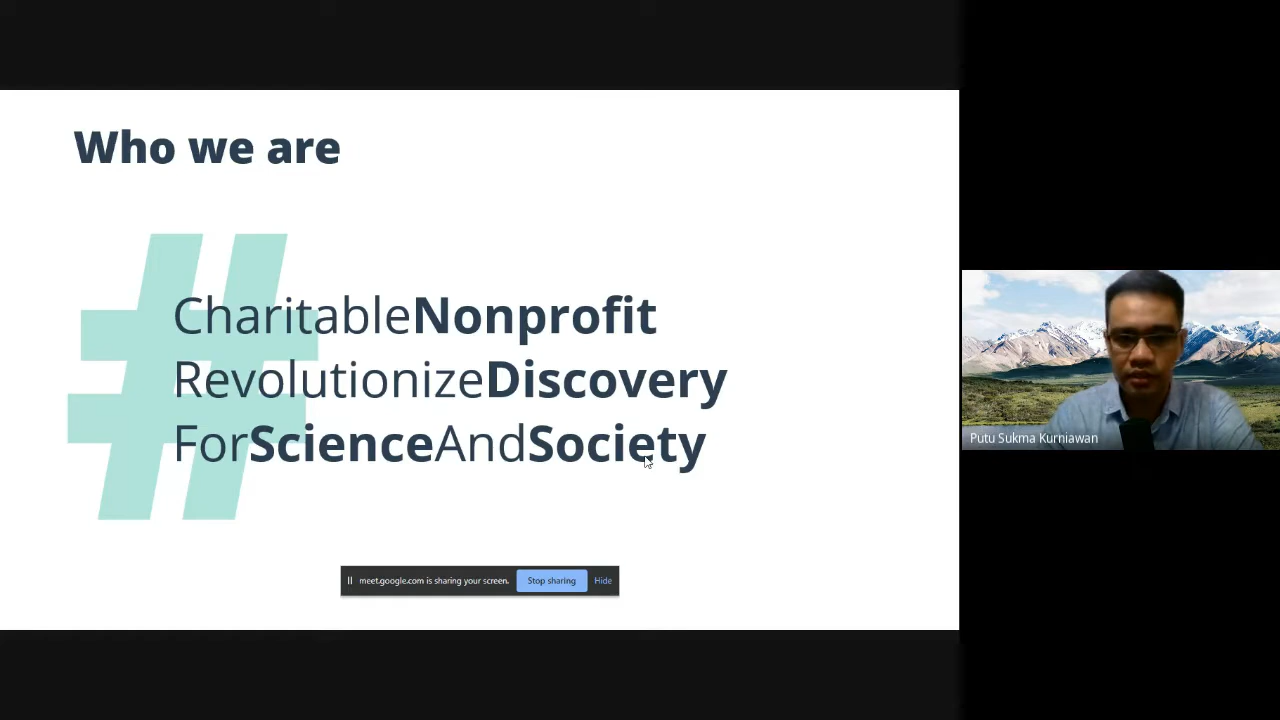 Who we are
#
CharitableNonprofit
RevolutionizeDiscovery
ForScienceAndSociety
meet.google.com is sharing your screen. Stop sharing Hide
Putu Sukma Kurniawan